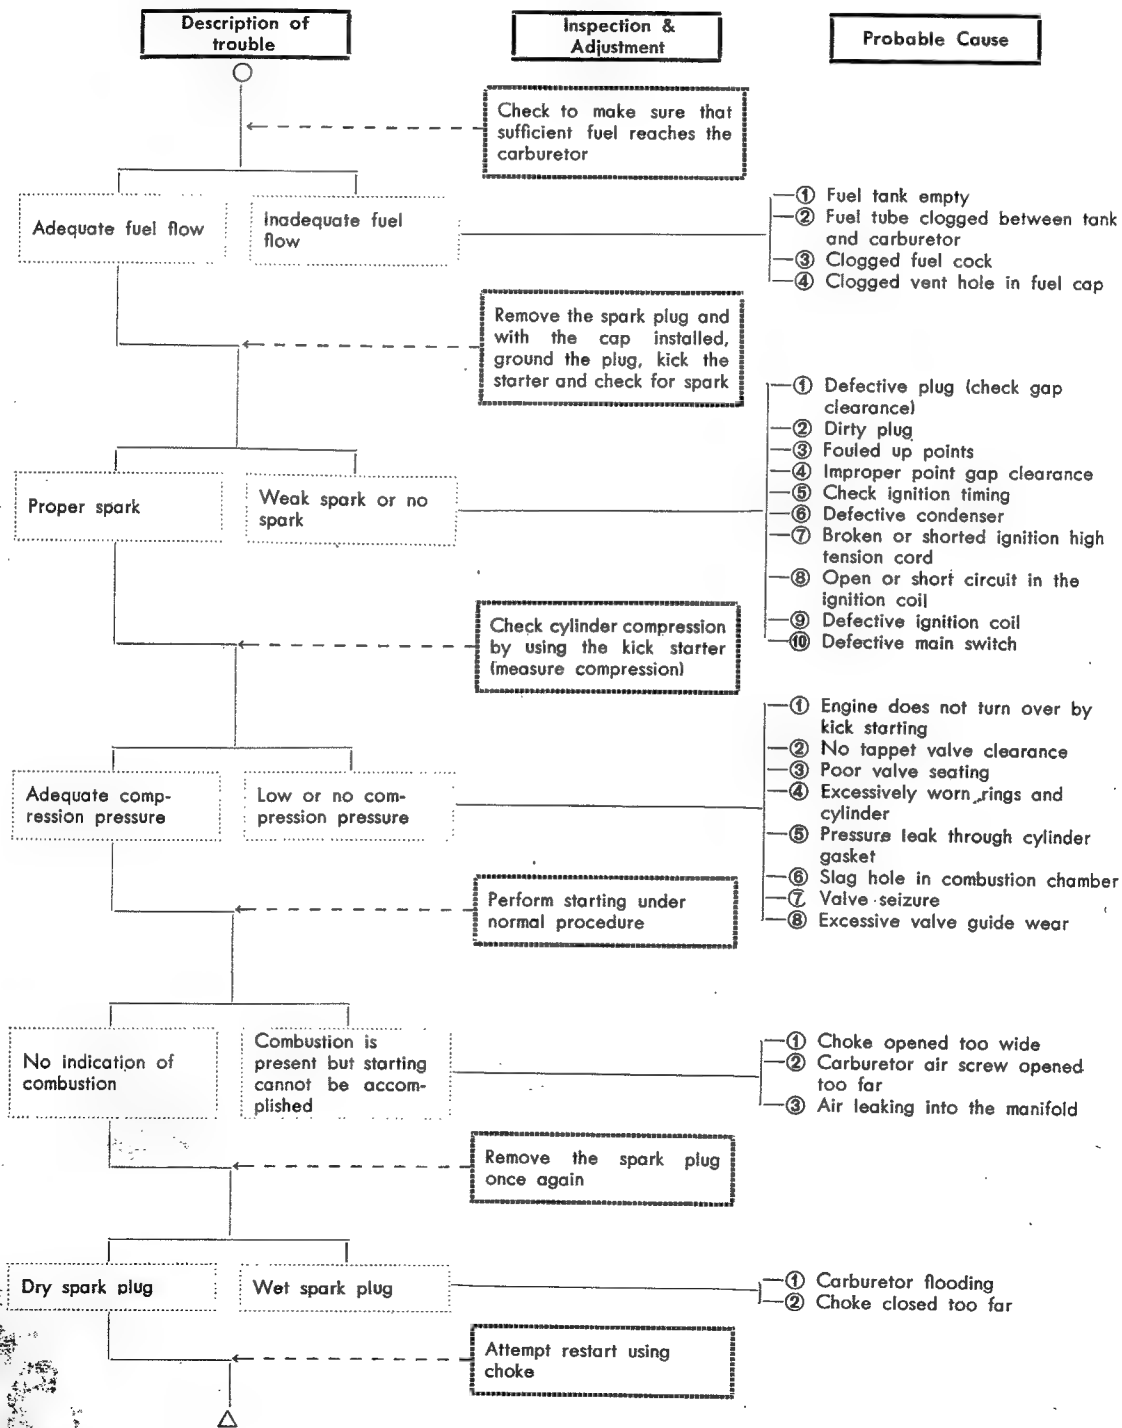 Description of
trouble
Inspection &
Adjustment
Probable Cause
Check to make sure that
sufficient fuel reaches the
carburetor
Adequate fuel flow
Inadequate fuel
flow
① Fuel tank empty
② Fuel tube clogged between tank
and carburetor
③ Clogged fuel cock
④ Clogged vent hole in fuel cap
Remove the spark plug and
with the cap installed,
ground the plug, kick the
starter and check for spark
Proper spark
Weak spark or no
spark
① Defective plug (check gap
clearance)
② Dirty plug
③ Fouled up points
④ Improper point gap clearance
⑤ Check ignition timing
⑥ Defective condenser
⑦ Broken or shorted ignition high
tension cord
⑧ Open or short circuit in the
ignition coil
⑨ Defective ignition coil
⑩ Defective main switch
Check cylinder compression
by using the kick starter
(measure compression)
Adequate comp-
ression pressure
Low or no com-
pression pressure
① Engine does not turn over by
kick starting
② No tappet valve clearance
③ Poor valve seating
④ Excessively worn rings and
cylinder
⑤ Pressure leak through cylinder
gasket
⑥ Slag hole in combustion chamber
⑦ Valve seizure
⑧ Excessive valve guide wear
Perform starting under
normal procedure
No indication of
combustion
Combustion is
present but starting
cannot be accom-
plished
① Choke opened too wide
② Carburetor air screw opened
too far
③ Air leaking into the manifold
Remove the spark plug
once again
Dry spark plug
Wet spark plug
① Carburetor flooding
② Choke closed too far
Attempt restart using
choke